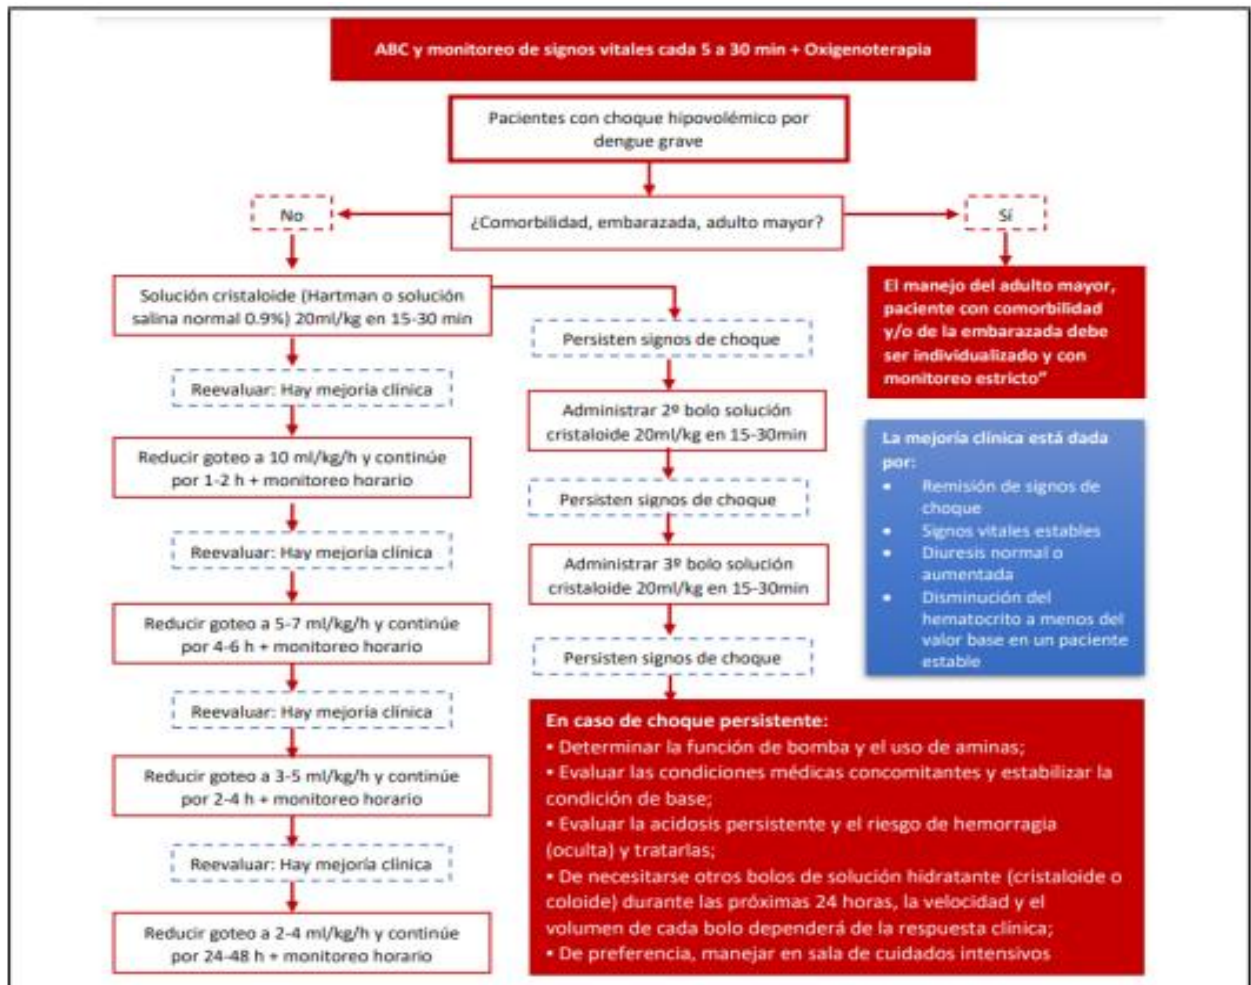 ABC y monitoreo de signos vitales cada 5 a 30 min + Oxigenoterapia
Pacientes con choque hipovolémico por
dengue grave
No
¿Comorbilidad, embarazada, adulto mayor?
Sí
Solución cristaloide (Hartman o solución
salina normal 0.9%) 20ml/kg en 15-30 min
Reevaluar: Hay mejoría clínica
Reducir goteo a 10 ml/kg/h y continúe
por 1-2 h + monitoreo horario
Reevaluar: Hay mejoría clínica
Reducir goteo a 5-7 ml/kg/h y continúe
por 4-6 h + monitoreo horario
Reevaluar: Hay mejoría clínica
Reducir goteo a 3-5 ml/kg/h y continúe
por 2-4 h + monitoreo horario
Reevaluar: Hay mejoría clínica
Reducir goteo a 2-4 ml/kg/h y continúe
por 24-48 h + monitoreo horario
Persisten signos de choque
Administrar 2º bolo solución
cristaloide 20ml/kg en 15-30min
Persisten signos de choque
Administrar 3º bolo solución
cristaloide 20ml/kg en 15-30min
Persisten signos de choque
En caso de choque persistente:
• Determinar la función de bomba y el uso de aminas;
• Evaluar las condiciones médicas concomitantes y estabilizar la
condición de base;
• Evaluar la acidosis persistente y el riesgo de hemorragia
(oculta) y tratarlas;
• De necesitarse otros bolos de solución hidratante (cristaloide o
coloide) durante las próximas 24 horas, la velocidad y el
volumen de cada bolo dependerá de la respuesta clínica;
• De preferencia, manejar en sala de cuidados intensivos
El manejo del adulto mayor,
paciente con comorbilidad
y/o de la embarazada debe
ser individualizado y con
monitoreo estricto”
La mejoría clínica está dada
por:
• Remisión de signos de
choque
• Signos vitales estables
• Diuresis normal o
aumentada
• Disminución del
hematocrito a menos del
valor base en un paciente
estable